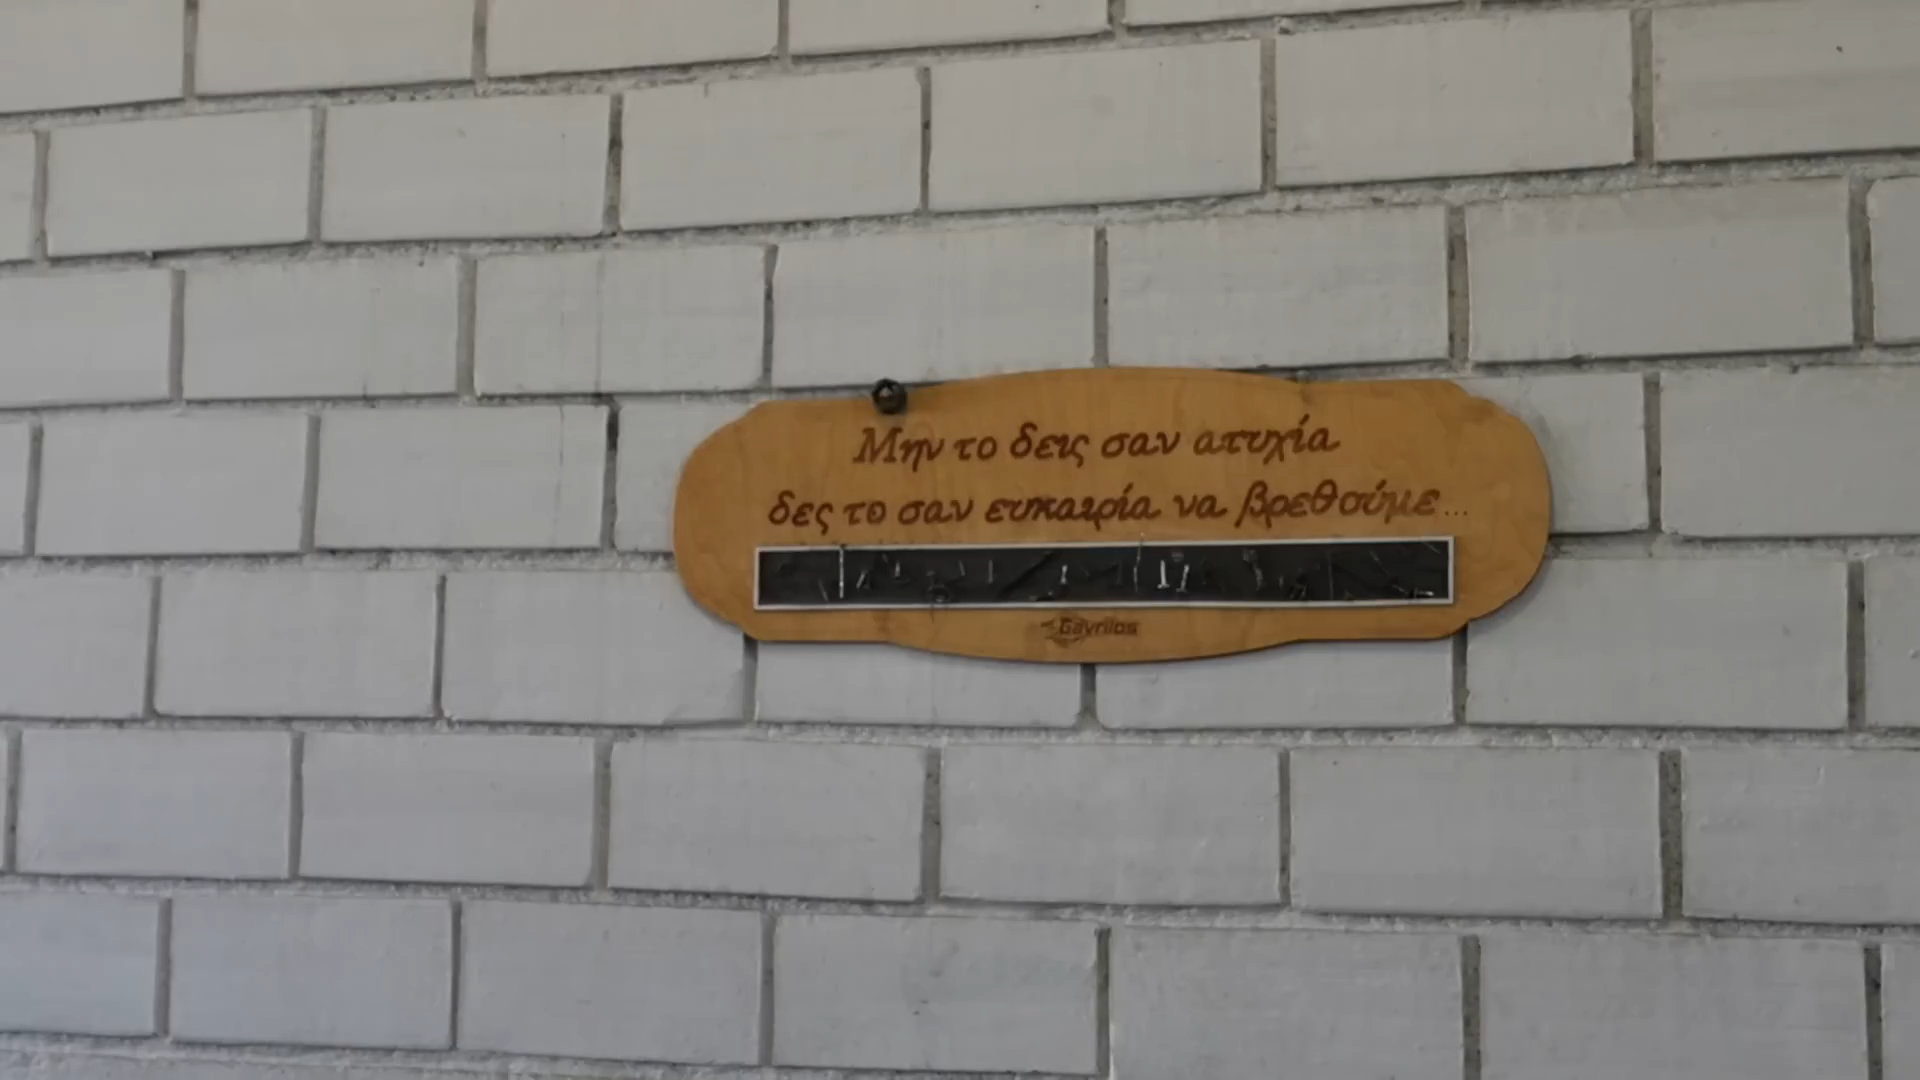 Μην το δεις σαν ατυχία
δες το σαν ευκαιρία να βρεθούμε...
Gavrilos